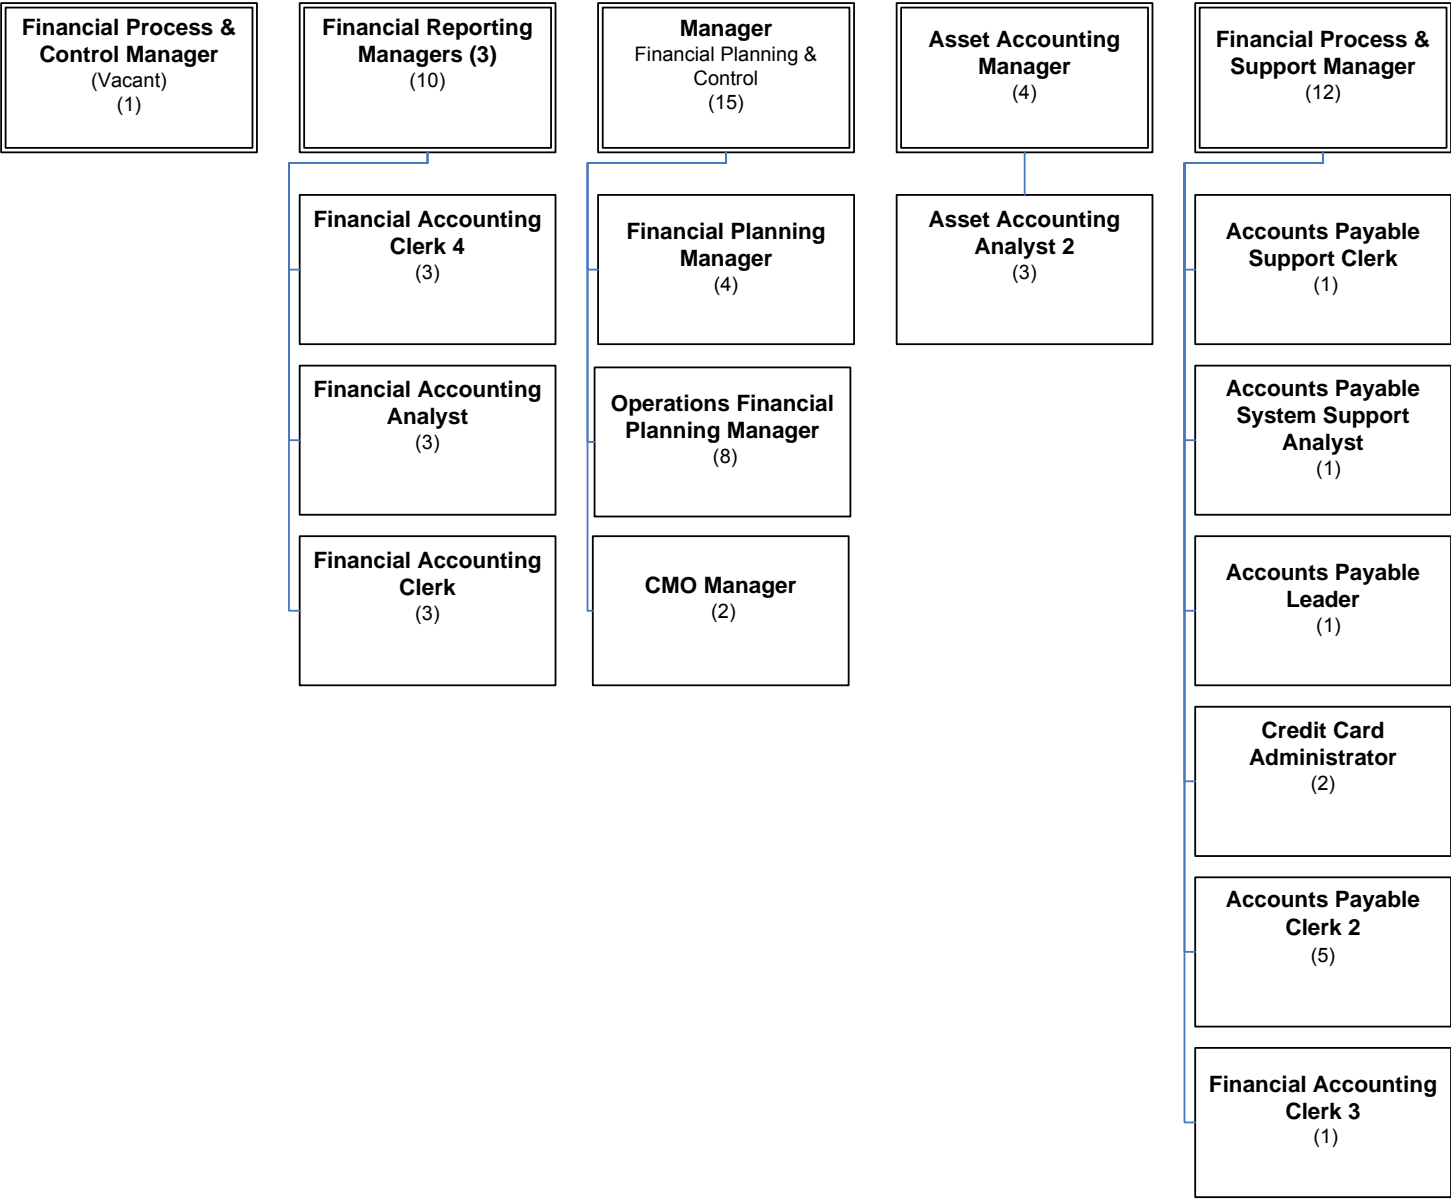 Financial Process &
Control Manager
(Vacant)
(1)
Financial Reporting
Managers (3)
(10)
Manager
Financial Planning &
Control
(15)
Asset Accounting
Manager
(4)
Financial Process &
Support Manager
(12)
Financial Accounting
Clerk 4
(3)
Financial Planning
Manager
(4)
Asset Accounting
Analyst 2
(3)
Accounts Payable
Support Clerk
(1)
Financial Accounting
Analyst
(3)
Operations Financial
Planning Manager
(8)
Accounts Payable
System Support
Analyst
(1)
Financial Accounting
Clerk
(3)
CMO Manager
(2)
Accounts Payable
Leader
(1)
Credit Card
Administrator
(2)
Accounts Payable
Clerk 2
(5)
Financial Accounting
Clerk 3
(1)